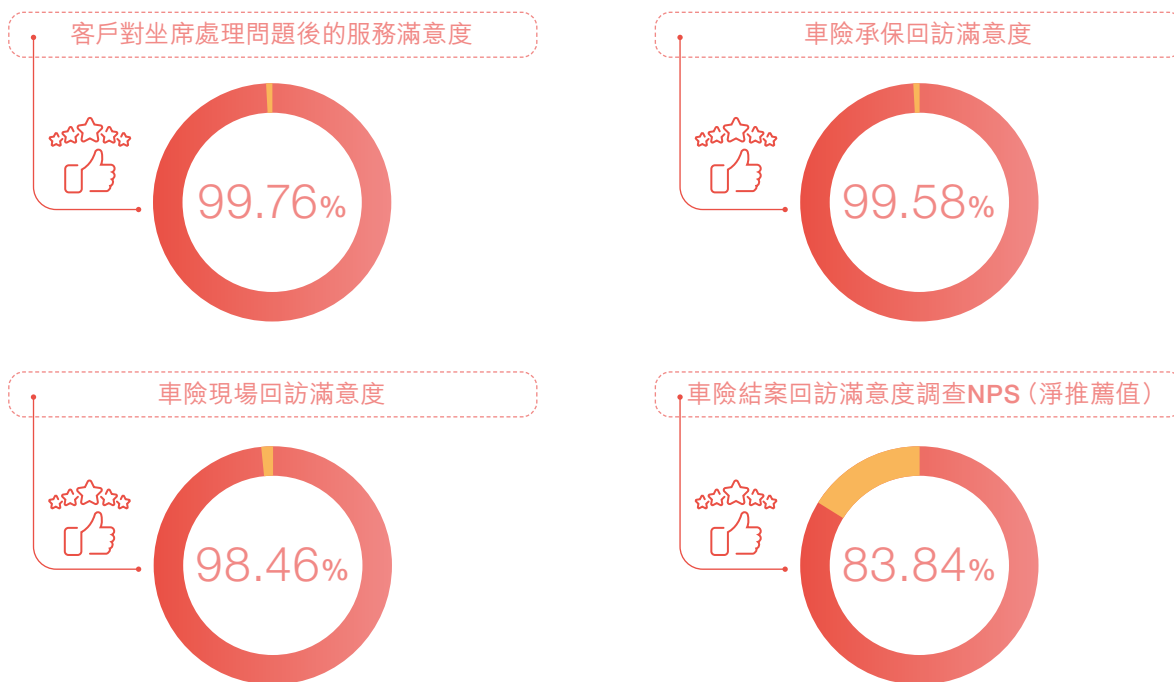 客戶對坐席處理問題後的服務滿意度
車險承保回訪滿意度
99.76%
99.58%
車險現場回訪滿意度
車險結案回訪滿意度調查NPS（淨推薦值）
98.46%
83.84%